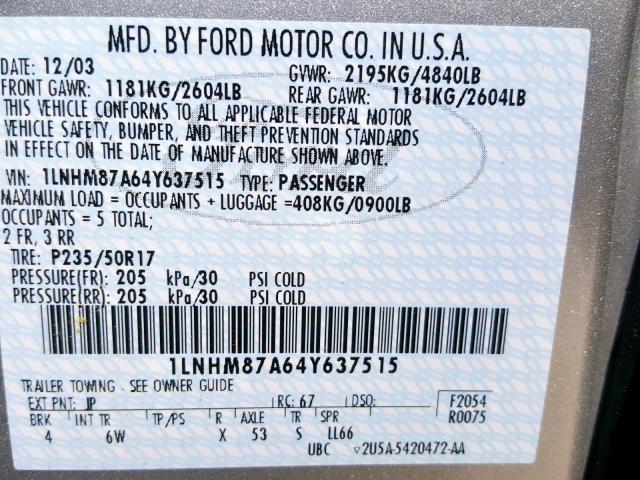 MFD. BY FORD MOTOR CO. IN U.S.A.
DATE: 12/03 GVWR: 2195KG/4840LB
FRONT GAWR: 1181KG/2604LB REAR GAWR: 1181KG/2604LB
THIS VEHICLE CONFORMS TO ALL APPLICABLE FEDERAL MOTOR
VEHICLE SAFETY, BUMPER, AND THEFT PREVENTION STANDARDS
IN EFFECT ON THE DATE OF MANUFACTURE SHOWN ABOVE.
VIN: 1LNHM87A64Y637515 TYPE: PASSENGER
MAXIMUM LOAD = OCCUPANTS + LUGGAGE =408KG/0900LB
OCCUPANTS = 5 TOTAL;
2 FR, 3 RR
TIRE: P235/50R17
PRESSURE(FR) 205 kPa/30 PSI COLD
PRESSURE(RR) 205 kPa/30 PSI COLD
1LNHM87A64Y637515
TRAILER TOWING - SEE OWNER GUIDE
EXT PNT: JP RC: 67 DSO: F2054
BRK INT TR TP/PS R AXLE TR SPR R0075
4 6W X 53 S LL66
UBC ▽2U5A-5420472-AA